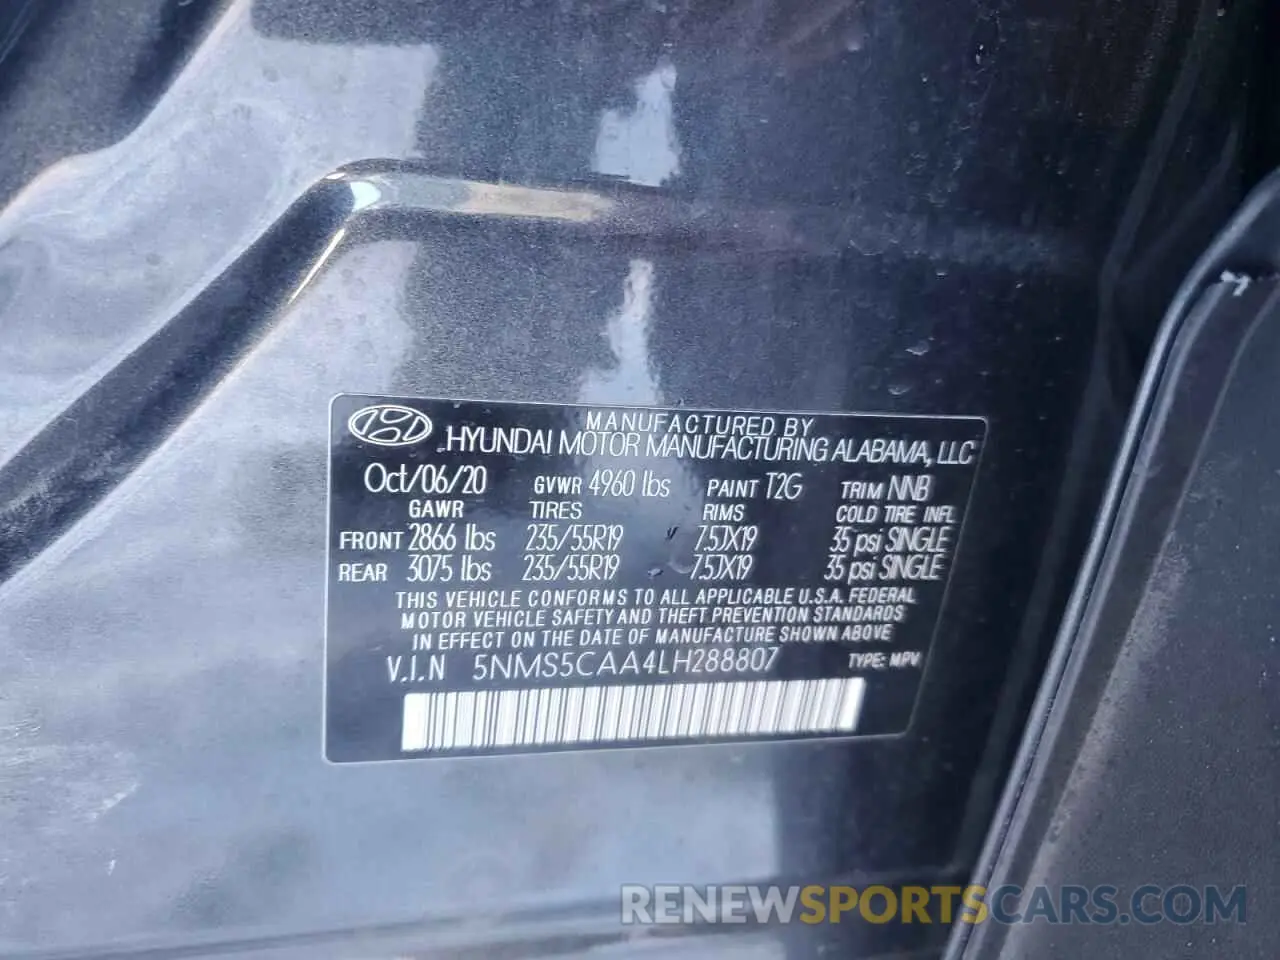 MANUFACTURED BY
HYUNDAI MOTOR MANUFACTURING ALABAMA, LLC
Oct/06/20 GVWR 4960 lbs PAINT T2G TRIM NNB
GAWR TIRES RIMS COLD TIRE INFL
FRONT 2866 lbs 235/55R19 7.5JX19 35 psi SINGLE
REAR 3075 lbs 235/55R19 7.5JX19 35 psi SINGLE
THIS VEHICLE CONFORMS TO ALL APPLICABLE U.S.A. FEDERAL
MOTOR VEHICLE SAFETY AND THEFT PREVENTION STANDARDS
IN EFFECT ON THE DATE OF MANUFACTURE SHOWN ABOVE
V.I.N 5NMS5CAA4LH288807 TYPE: MPV
RENEWSPORTSCARS.COM